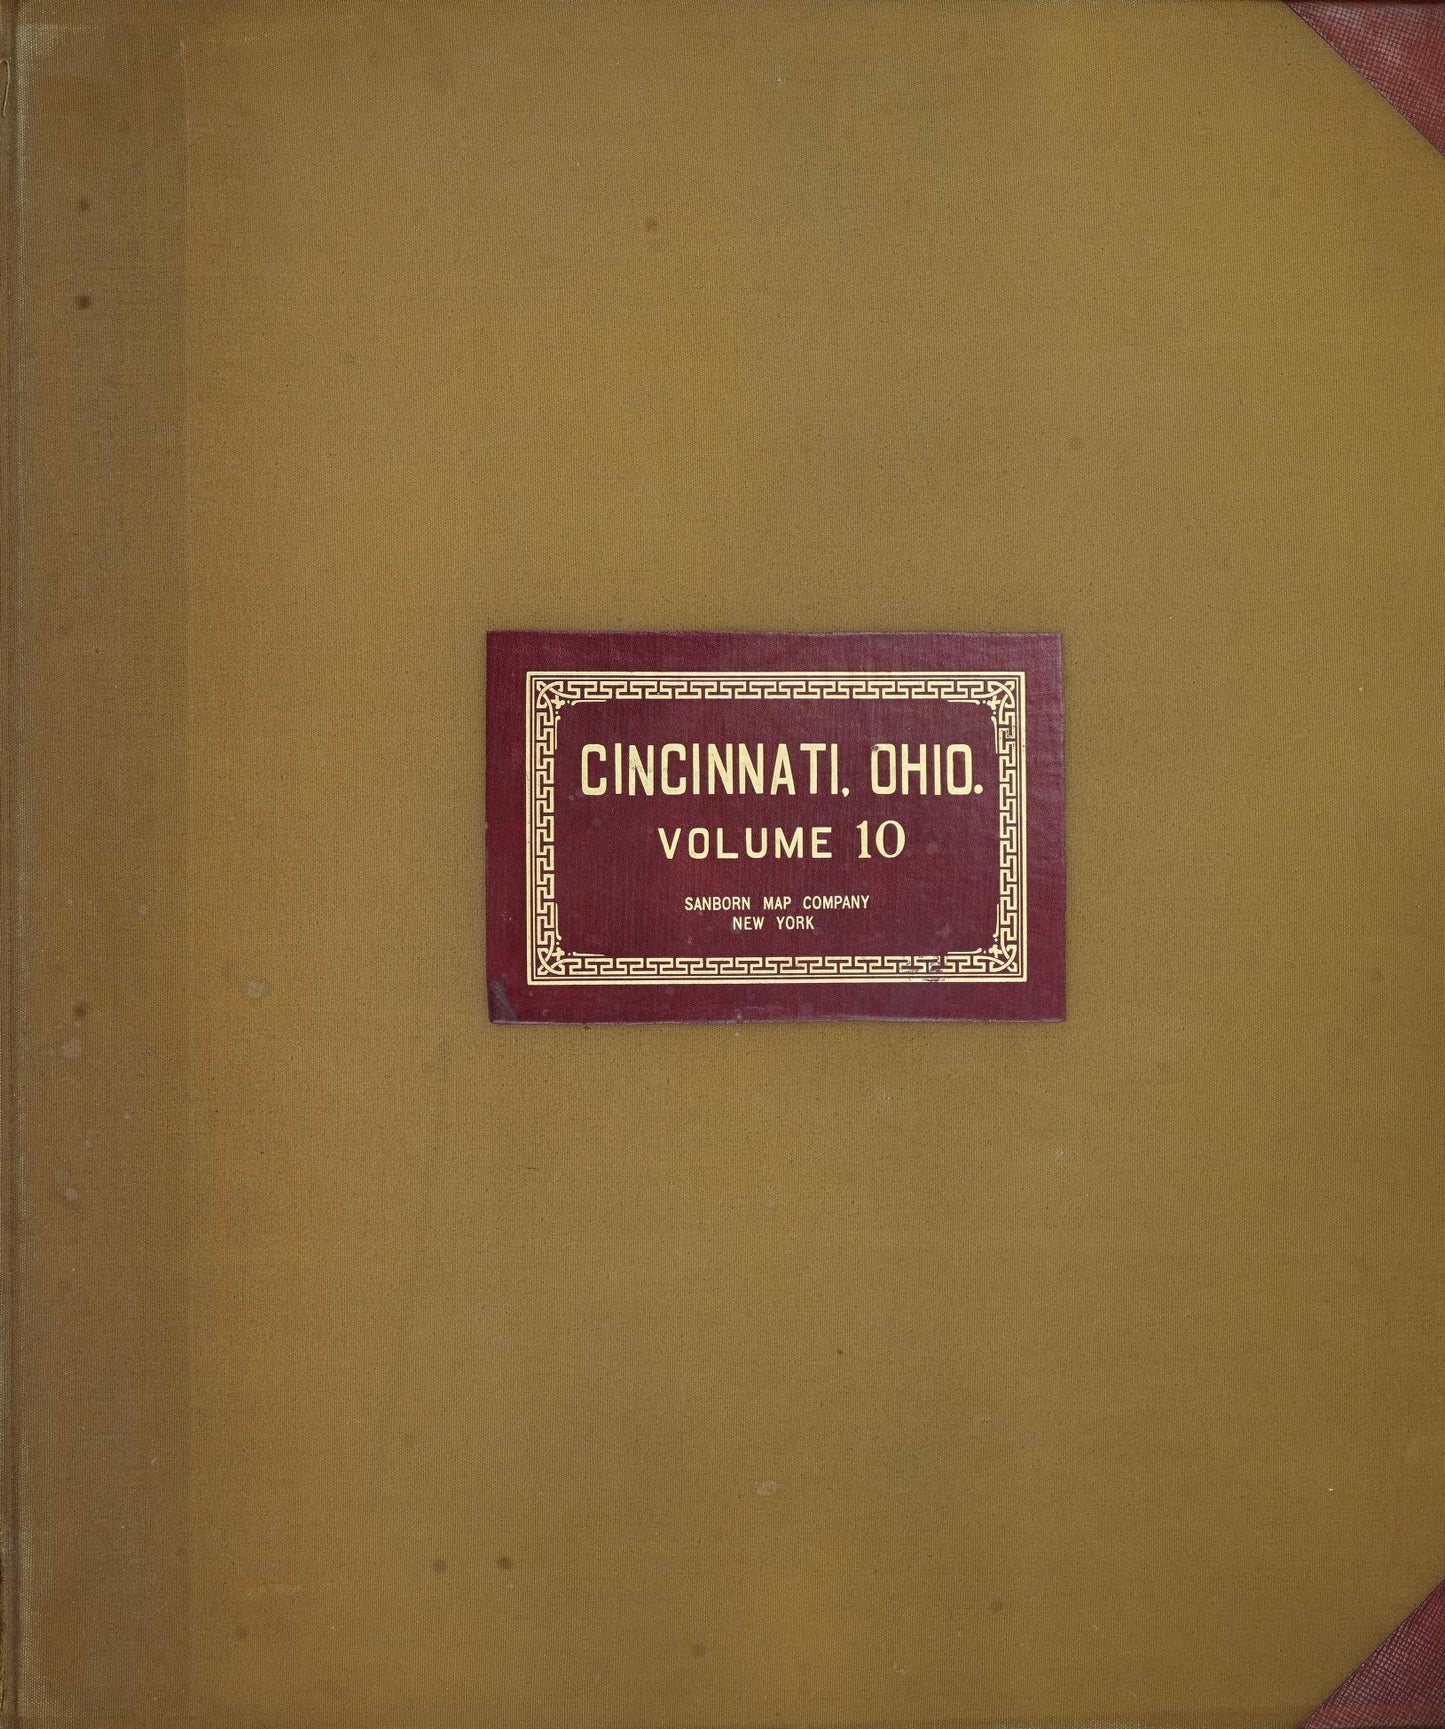 CINCINNATI, OHIO.
VOLUME 10
SANBORN MAP COMPANY
NEW YORK